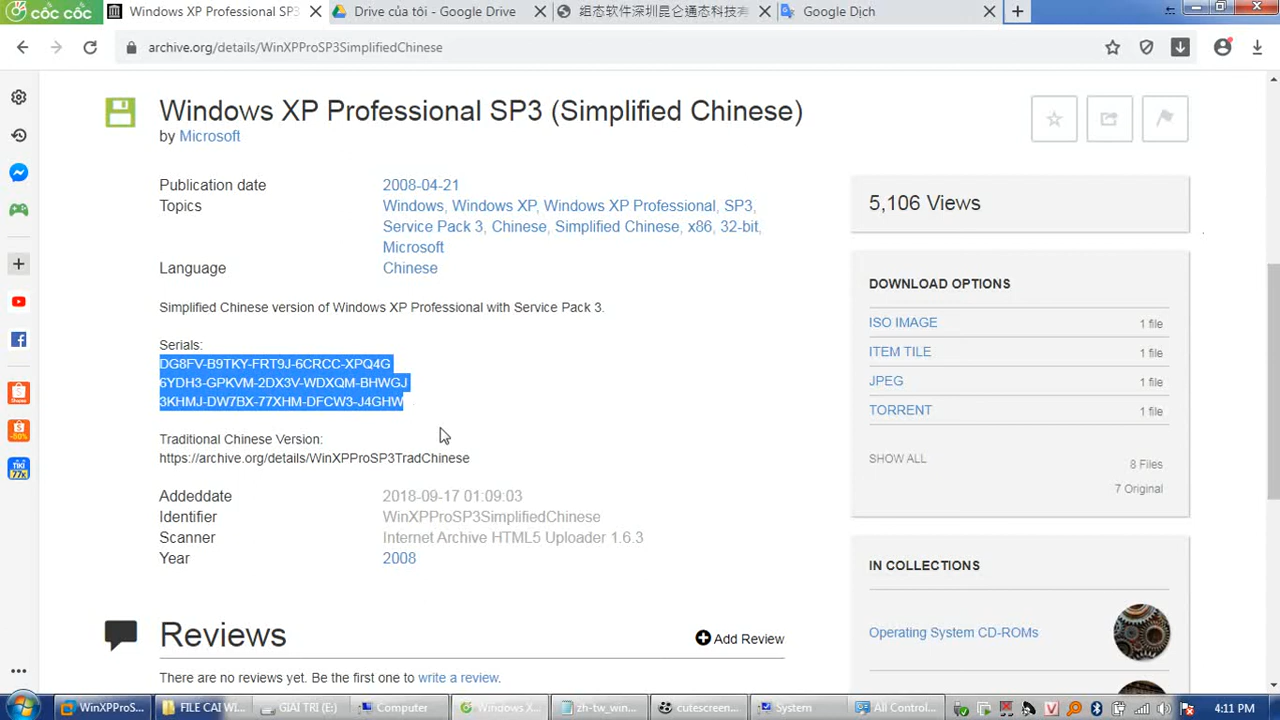 CỐC CỐC
Windows XP Professional SP3
Drive của tôi - Google Drive
組态软件深圳昆仑通态科技有
Google Dịch
archive.org/details/WinXPProSP3SimplifiedChinese
Windows XP Professional SP3 (Simplified Chinese)
by Microsoft
Publication date 2008-04-21
Topics Windows, Windows XP, Windows XP Professional, SP3,
Service Pack 3, Chinese, Simplified Chinese, x86, 32-bit,
Microsoft
Language Chinese
Simplified Chinese version of Windows XP Professional with Service Pack 3.
Serials:
DG8FV-B9TKY-FRT9J-6CRCC-XPQ4G
6YDH3-GPKVM-2DX3V-WDXQM-BHWGJ
3KHMJ-DW7BX-77XHM-DFCW3-J4GHW
Traditional Chinese Version:
https://archive.org/details/WinXPProSP3TradChinese
Addeddate 2018-09-17 01:09:03
Identifier WinXPProSP3SimplifiedChinese
Scanner Internet Archive HTML5 Uploader 1.6.3
Year 2008
Reviews
Add Review
There are no reviews yet. Be the first one to write a review.
5,106 Views
DOWNLOAD OPTIONS
ISO IMAGE 1 file
ITEM TILE 1 file
JPEG 1 file
TORRENT 1 file
SHOW ALL 8 Files
7 Original
IN COLLECTIONS
Operating System CD-ROMs
-50%
TIKI
WinXPProS...
FILE CAI WI...
GIAI TRI (E:)
Computer
Windows X...
zh-tw_win...
cutescreen...
System
All Control...
4:11 PM